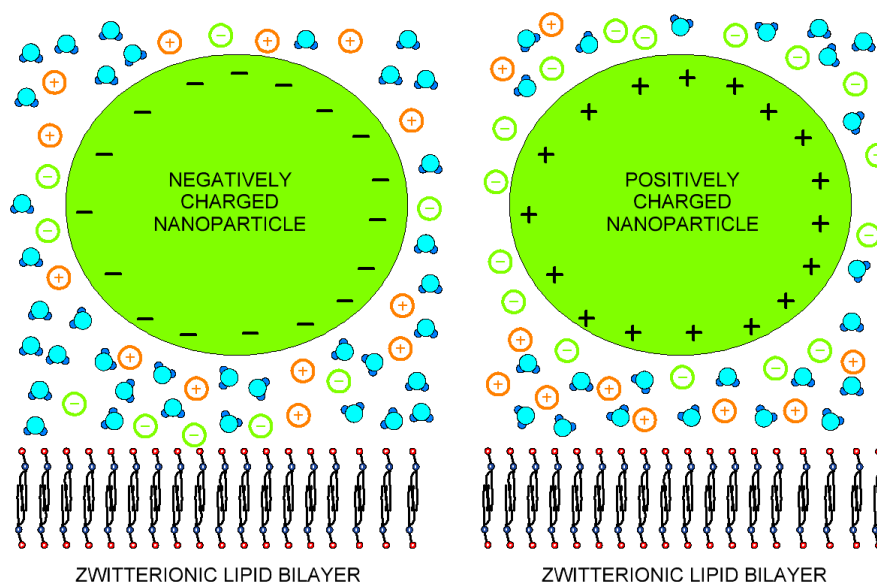 NEGATIVELY
CHARGED
NANOPARTICLE
POSITIVELY
CHARGED
NANOPARTICLE
ZWITTERIONIC LIPID BILAYER
ZWITTERIONIC LIPID BILAYER